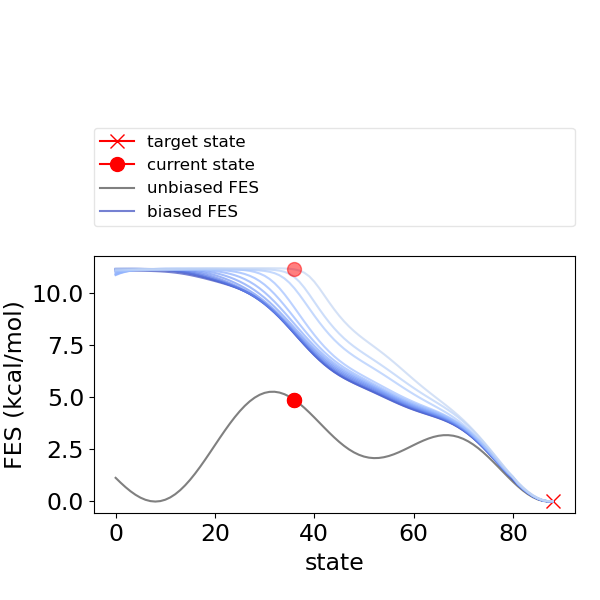 target state
current state
unbiased FES
biased FES
FES (kcal/mol)
10.0
7.5
5.0
2.5
0.0
0 20 40 60 80
state